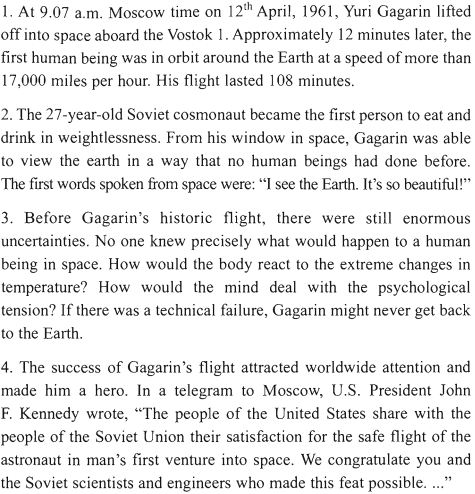 1. At 9.07 a.m. Moscow time on 12th April, 1961, Yuri Gagarin lifted
off into space aboard the Vostok 1. Approximately 12 minutes later, the
first human being was in orbit around the Earth at a speed of more than
17,000 miles per hour. His flight lasted 108 minutes.
2. The 27-year-old Soviet cosmonaut became the first person to eat and
drink in weightlessness. From his window in space, Gagarin was able
to view the earth in a way that no human beings had done before.
The first words spoken from space were: “I see the Earth. It’s so beautiful!”
3. Before Gagarin’s historic flight, there were still enormous
uncertainties. No one knew precisely what would happen to a human
being in space. How would the body react to the extreme changes in
temperature? How would the mind deal with the psychological
tension? If there was a technical failure, Gagarin might never get back
to the Earth.
4. The success of Gagarin’s flight attracted worldwide attention and
made him a hero. In a telegram to Moscow, U.S. President John
F. Kennedy wrote, “The people of the United States share with the
people of the Soviet Union their satisfaction for the safe flight of the
astronaut in man’s first venture into space. We congratulate you and
the Soviet scientists and engineers who made this feat possible. ...”